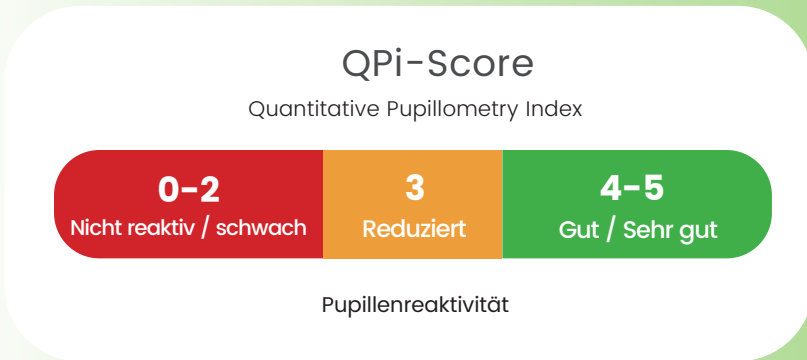 QPi-Score
Quantitative Pupillometry Index
0-2 3 4-5
Nicht reaktiv / schwach Reduziert Gut / Sehr gut
Pupillenreaktivität